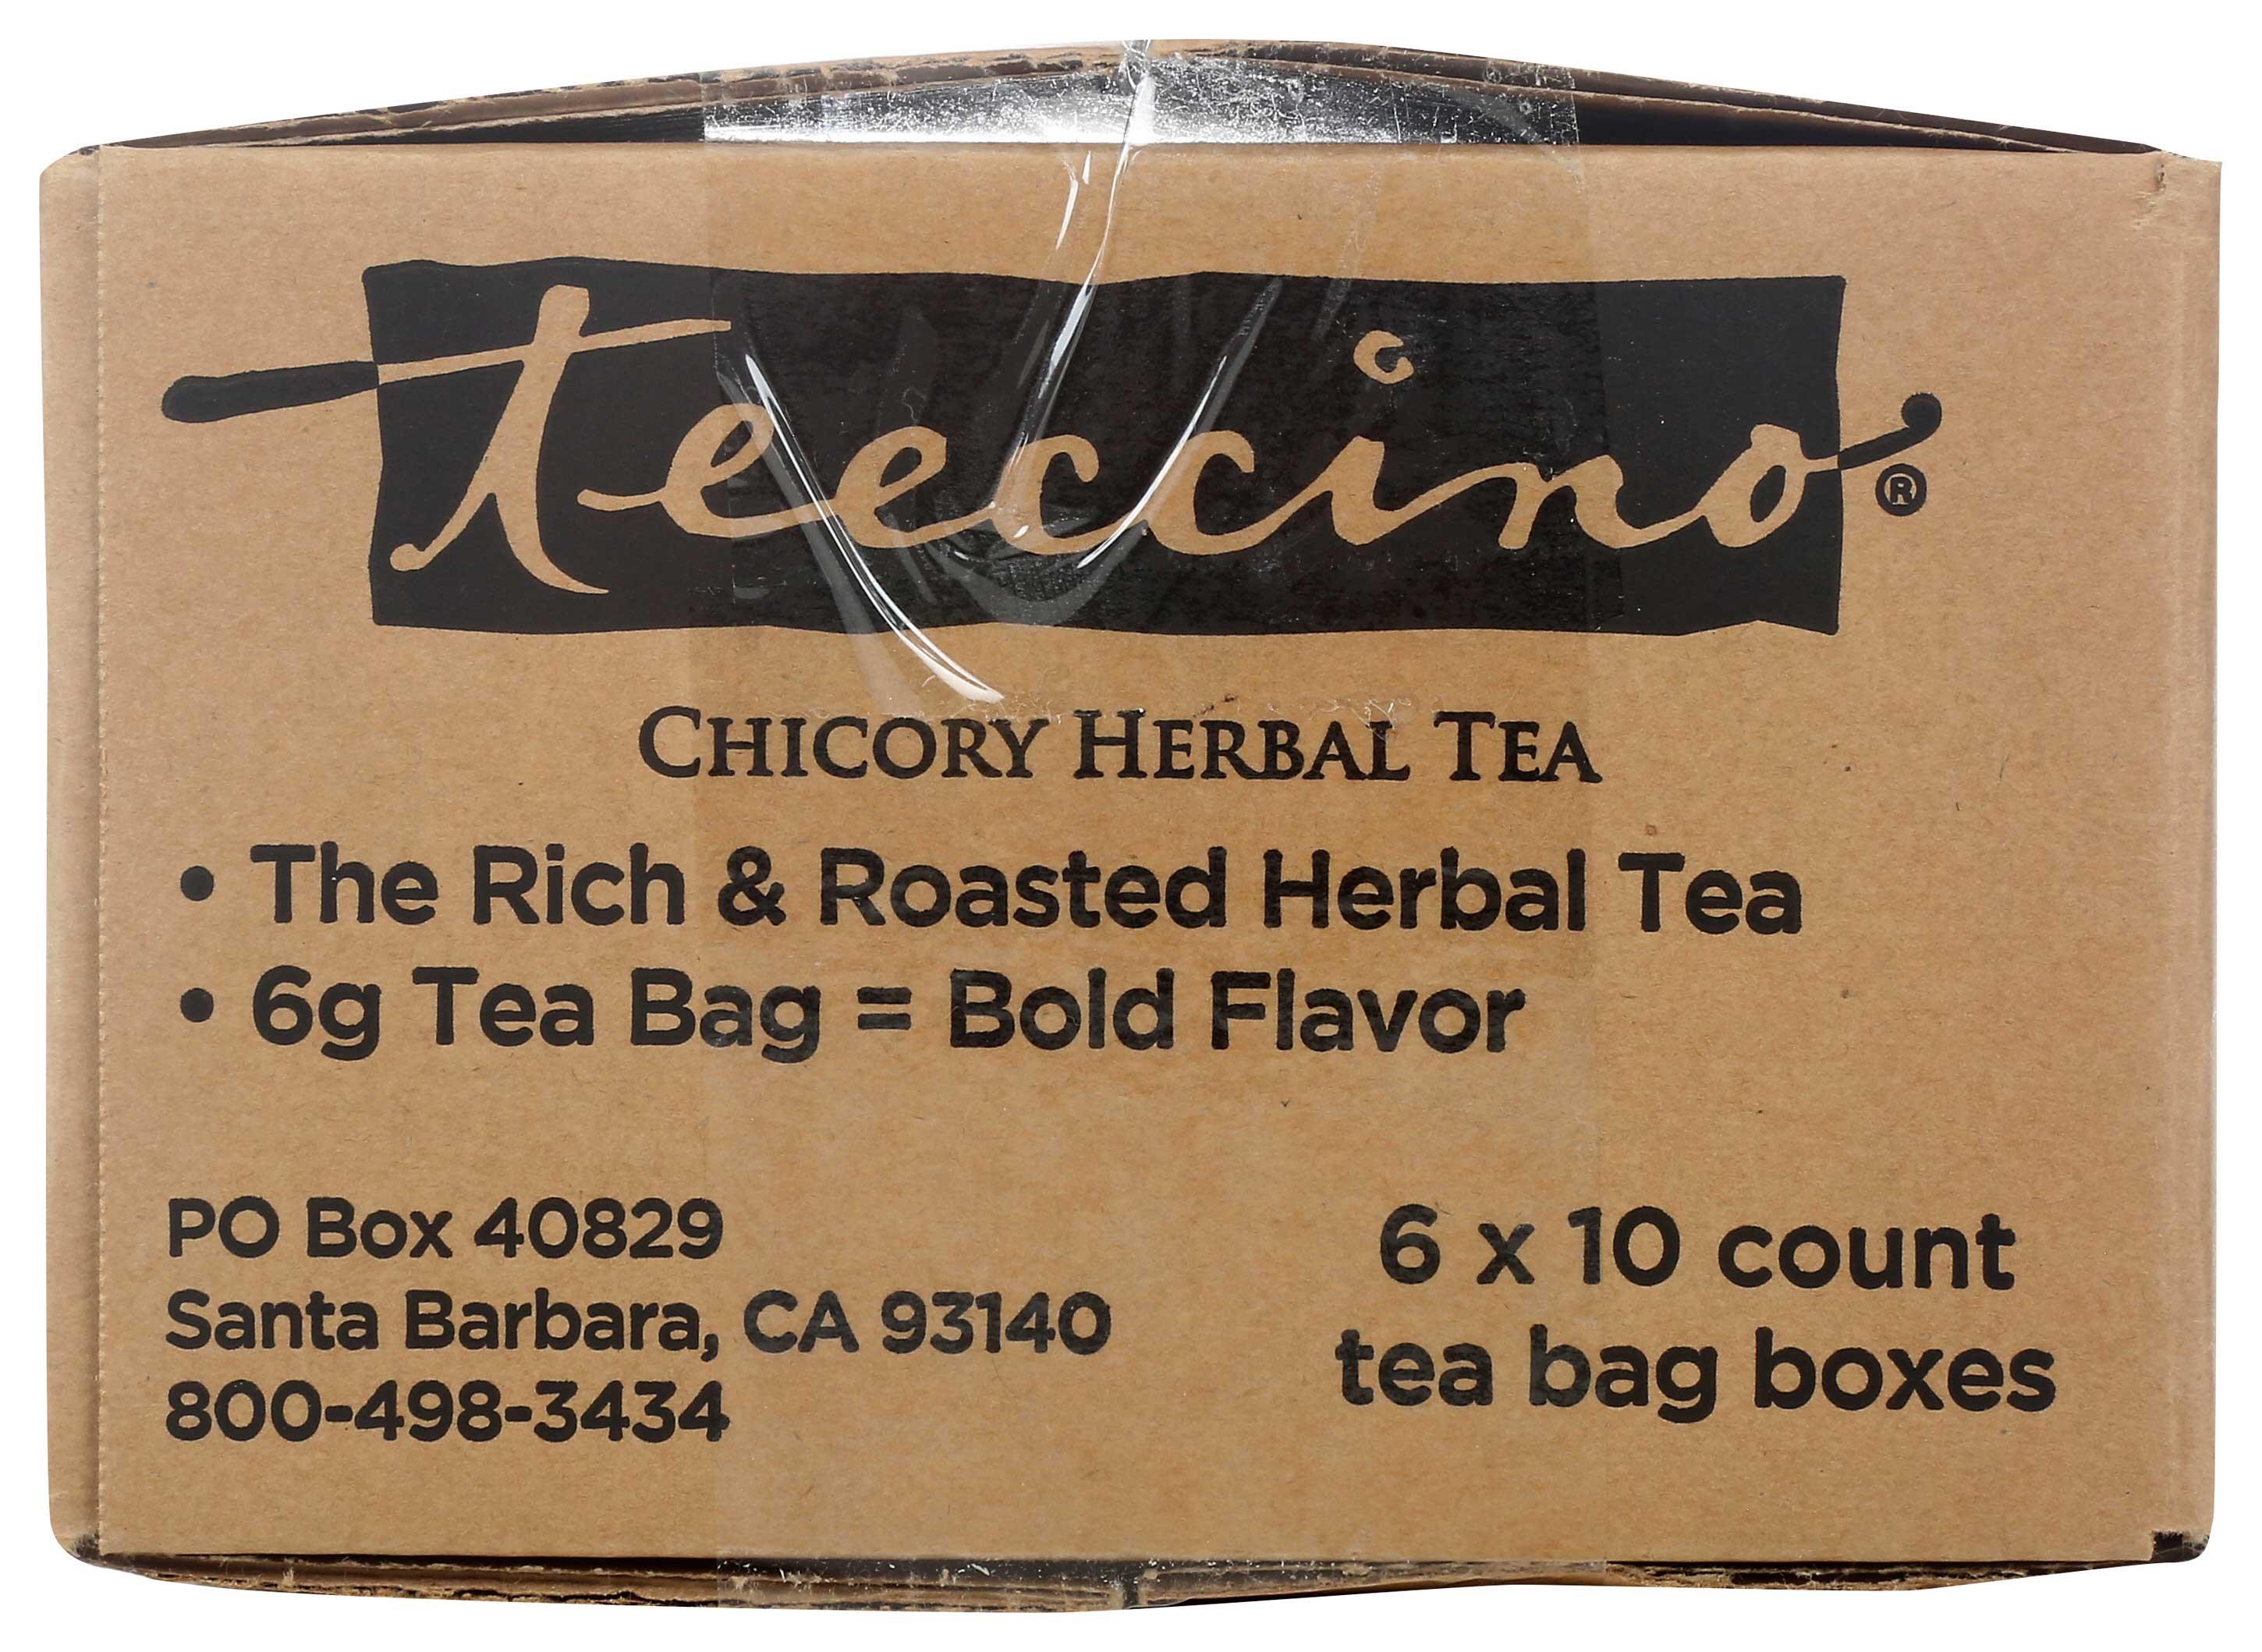 teeccino®
CHICORY HERBAL TEA
• The Rich & Roasted Herbal Tea
• 6g Tea Bag = Bold Flavor
PO Box 40829
Santa Barbara, CA 93140
800-498-3434
6 x 10 count
tea bag boxes